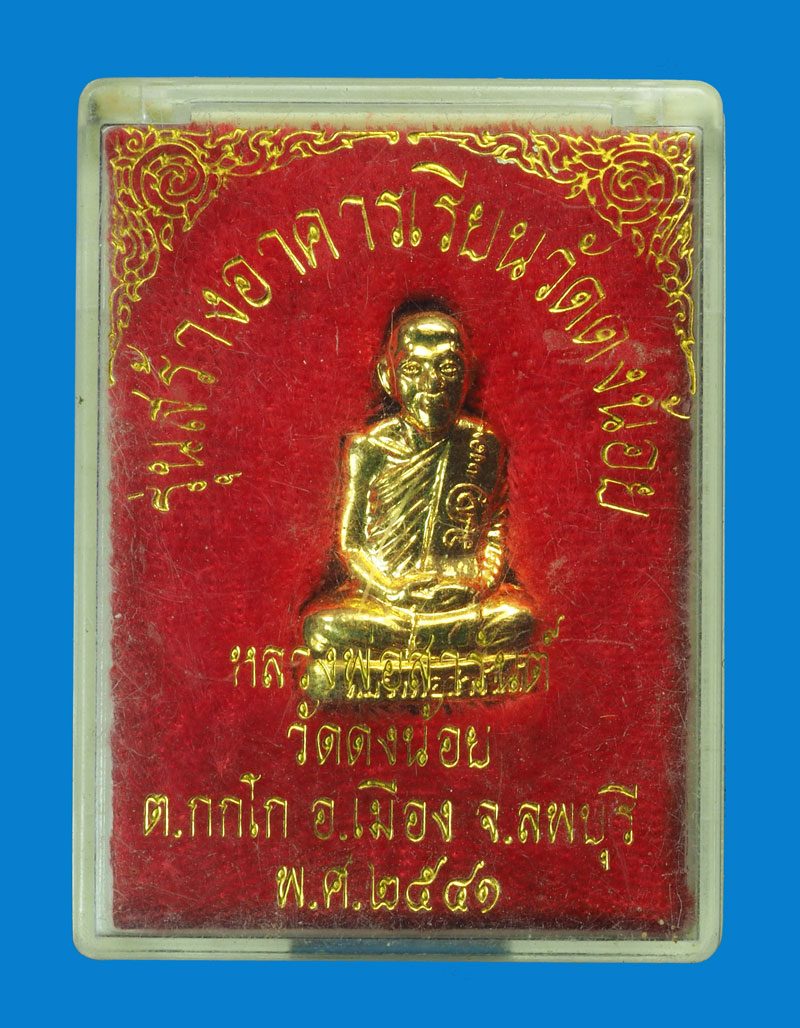 รุ่นสร้างอาคารเรียนวัดดงน้อย
หลวงพ่อสารันต์
วัดดงน้อย
ต.กกโก อ.เมือง จ.ลพบุรี
พ.ศ.๒๕๔๑